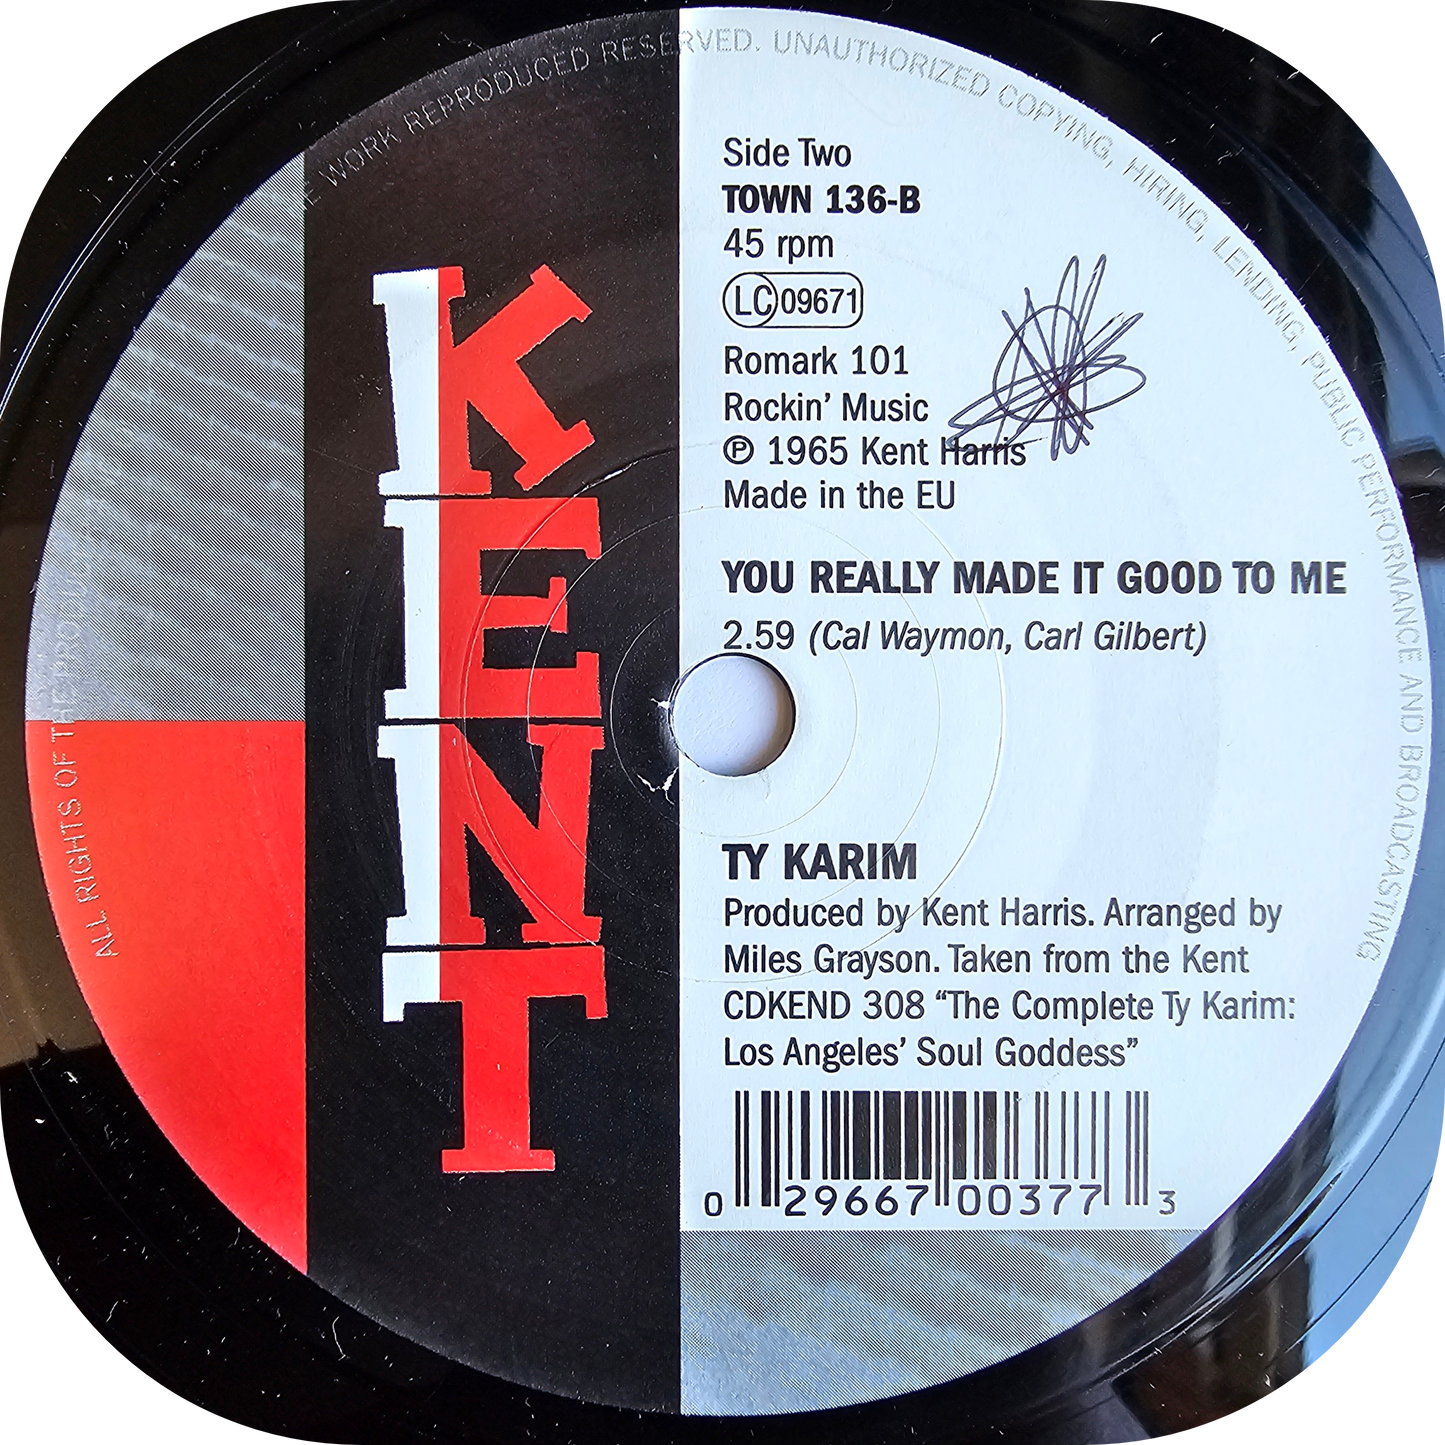 ALL RIGHTS OF THE PRODU
E WORK REPRODUCED RESERVED. UNAUTHORIZED COPYING, HIRING, LENDING, PUBLIC PERFORMANCE AND BROADCASTING
KENT
Side Two
TOWN 136-B
45 rpm
LC 09671
Romark 101
Rockin' Music
℗ 1965 Kent Harris
Made in the EU
YOU REALLY MADE IT GOOD TO ME
2.59 (Cal Waymon, Carl Gilbert)
TY KARIM
Produced by Kent Harris. Arranged by
Miles Grayson. Taken from the Kent
CDKEND 308 “The Complete Ty Karim:
Los Angeles’ Soul Goddess”
0 29667 00377 3